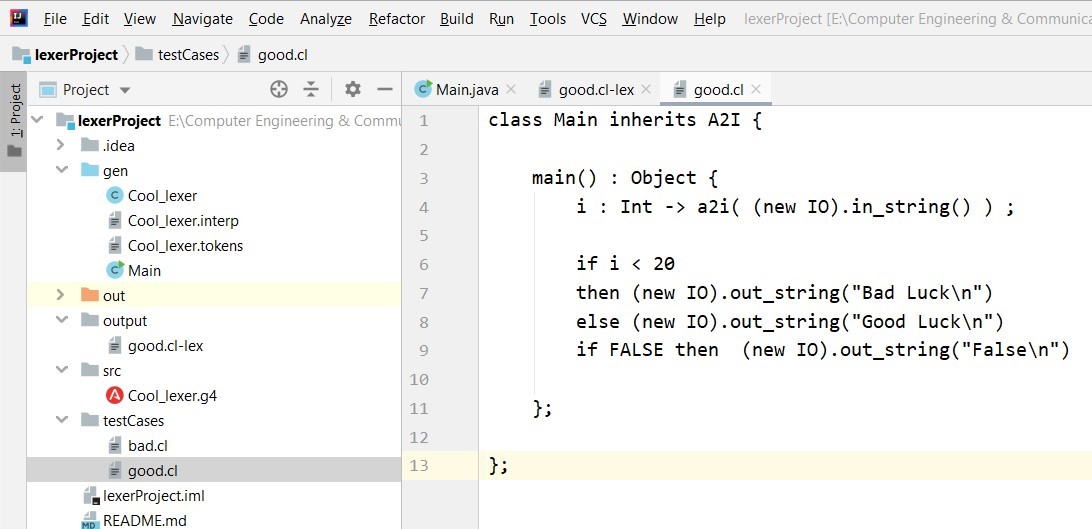 File Edit View Navigate Code Analyze Refactor Build Run Tools VCS Window Help lexerProject [E:\Computer Engineering & Communica
lexerProject testCases good.cl
1: Project
Project
Main.java good.cl-lex good.cl
lexerProject E:\Computer Engineering & Commu
.idea
gen
Cool_lexer
Cool_lexer.interp
Cool_lexer.tokens
Main
out
output
good.cl-lex
src
Cool_lexer.g4
testCases
bad.cl
good.cl
lexerProject.iml
README.md
1 class Main inherits A2I {
2
3 main() : Object {
4 i : Int -> a2i( (new IO).in_string() ) ;
5
6 if i < 20
7 then (new IO).out_string("Bad Luck\n")
8 else (new IO).out_string("Good Luck\n")
9 if FALSE then  (new IO).out_string("False\n")
10
11 };
12
13 };